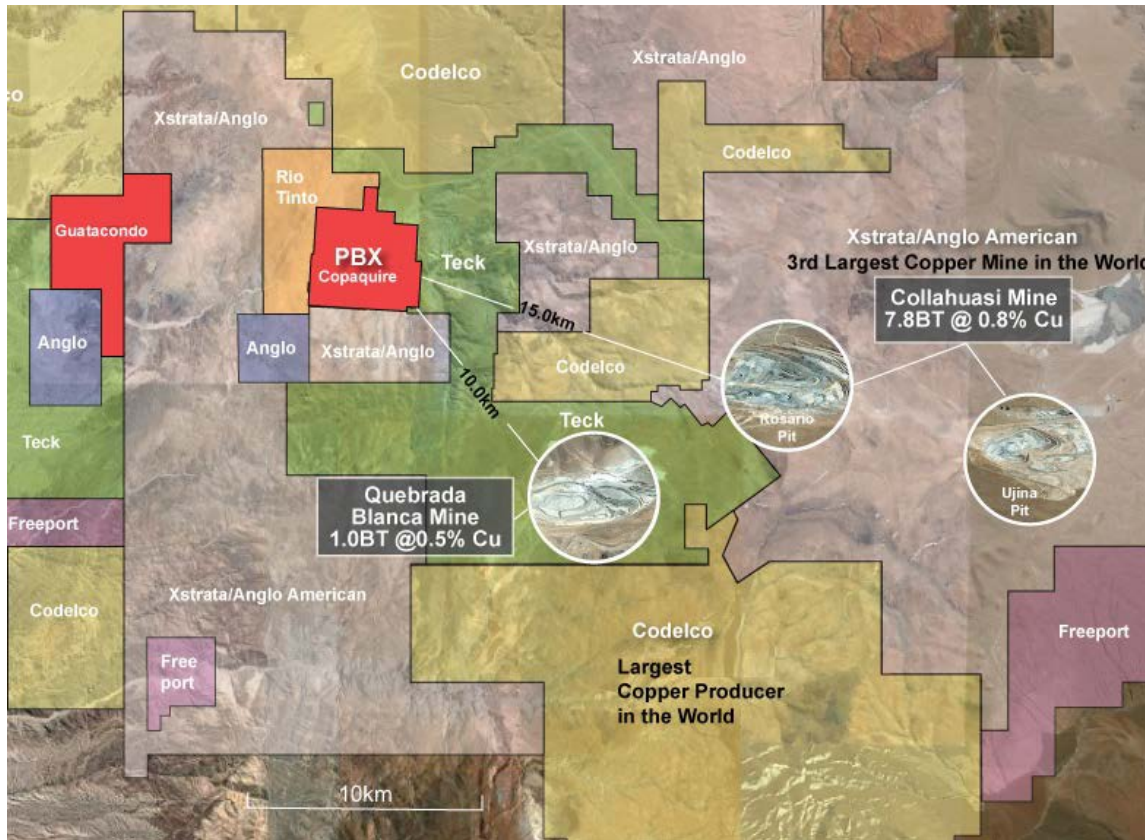 Codelco
Xstrata/Anglo
co
Xstrata/Anglo
Codelco
Rio
Tinto
Guatacondo
PBX
Copaquire
Teck
Xstrata/Anglo
Xstrata/Anglo American
3rd Largest Copper Mine in the World
Collahuasi Mine
7.8BT @ 0.8% Cu
15.0km
Anglo
Anglo
Xstrata/Anglo
Codelco
10.0km
Rosario
Pit
Teck
Teck
Quebrada
Blanca Mine
1.0BT @0.5% Cu
Ujina
Pit
Freeport
Xstrata/Anglo American
Codelco
Codelco
Freeport
Free
port
Largest
Copper Producer
in the World
10km